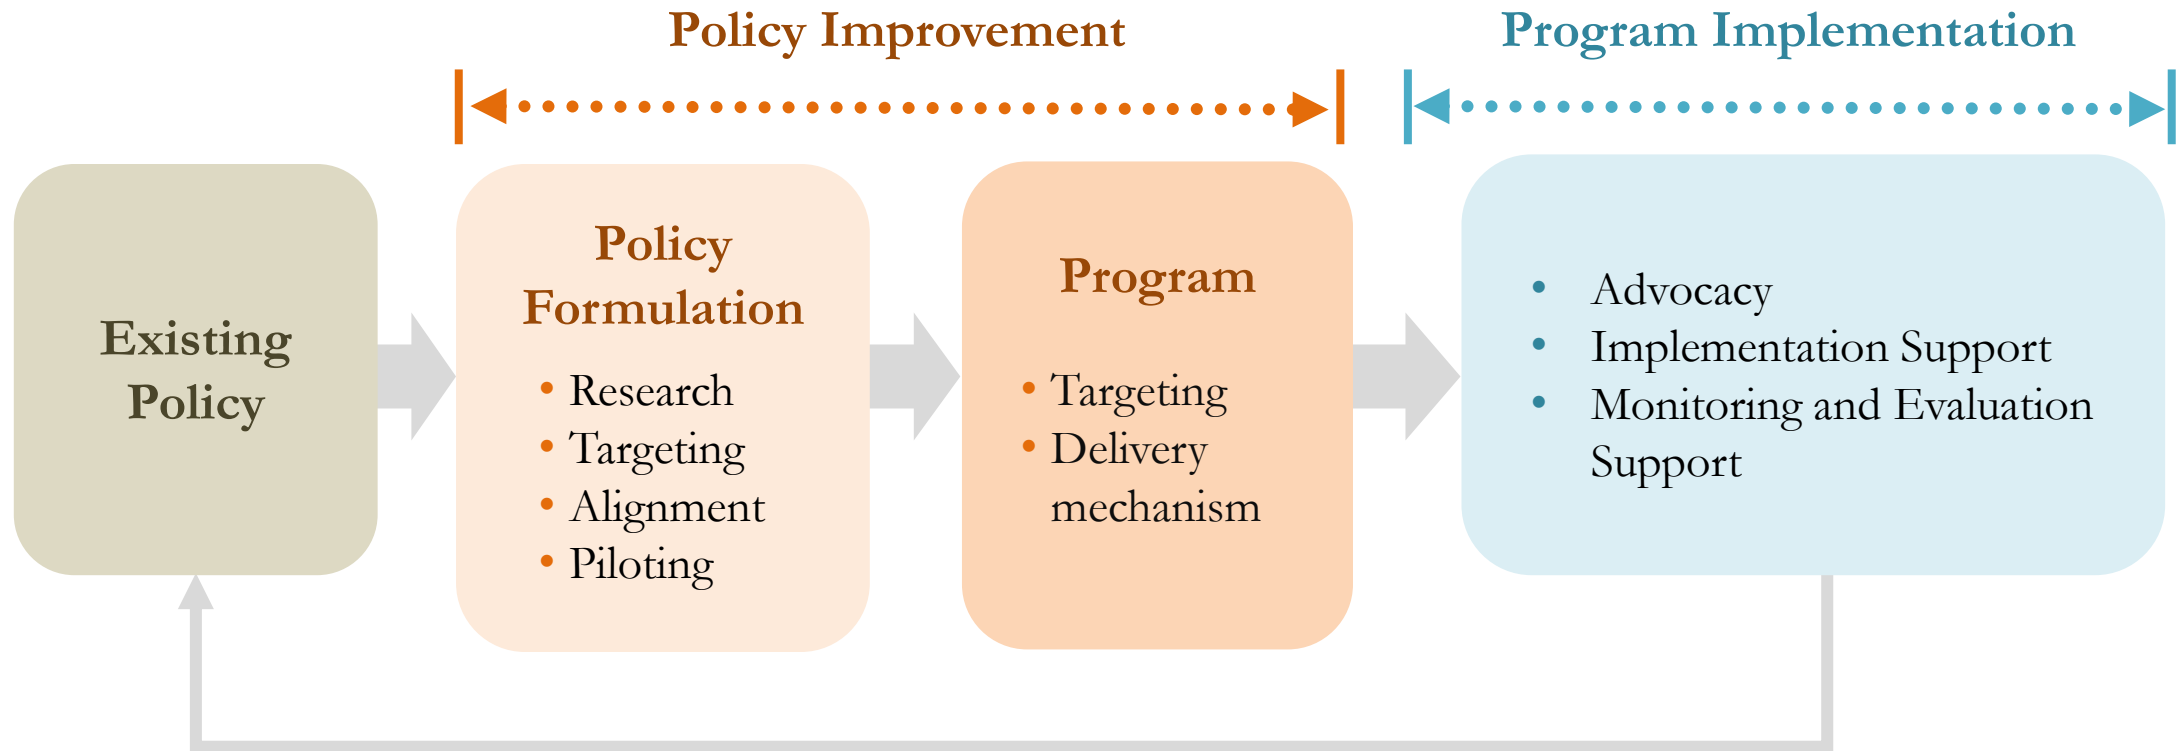 Policy Improvement
Program Implementation
Existing
Policy
Policy
Formulation
• Research
• Targeting
• Alignment
• Piloting
Program
• Targeting
• Delivery
mechanism
• Advocacy
• Implementation Support
• Monitoring and Evaluation
Support